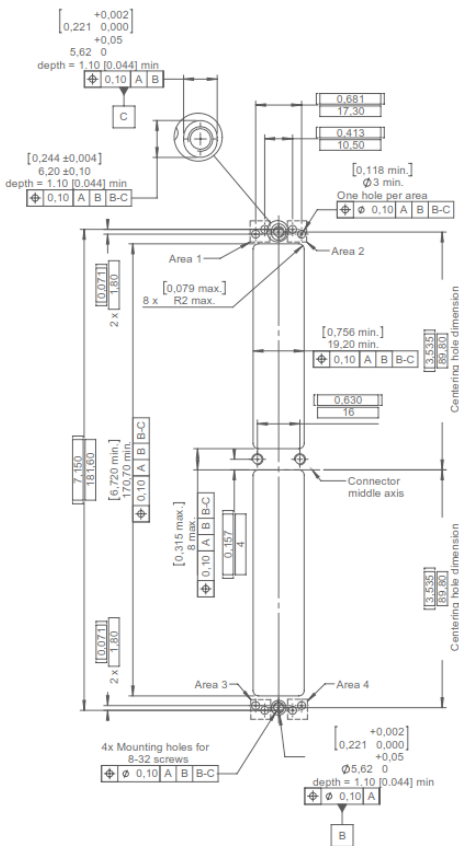 +0,002
[0,221 0,000]
+0,05
5,62 0
depth = 1.10 [0.044] min
⌖ 0,10 A B
C
[0,244 ±0,004]
6,20 ±0,10
depth = 1.10 [0.044] min
⌖ 0,10 A B B-C
[0,681]
17,30
[0,413]
10,50
[0,118 min.]
Ø3 min.
One hole per area
⌖ ø 0,10 A B B-C
Area 1
Area 2
[0,079 max.]
8 x R2 max.
[0,071]
2 x 1,80
[0,756 min.]
19,20 min.
⌖ 0,10 A B B-C
[3.535]
89,80
Centering hole dimension
[0,630]
16
7,150
181,60
[6,720 min.]
170,70 min.
⌖ 0,10 A B B-C
[0,315 max.]
8 max.
⌖ 0,10 A B B-C
[0,157]
4
Connector
middle axis
[3.535]
89,80
Centering hole dimension
[0,071]
2 x 1,80
Area 3
Area 4
4x Mounting holes for
8-32 screws
⌖ ø 0,10 A B B-C
+0,002
[0,221 0,000]
+0,05
Ø5,62 0
depth = 1,10 [0.044] min
⌖ ø 0,10 A
B